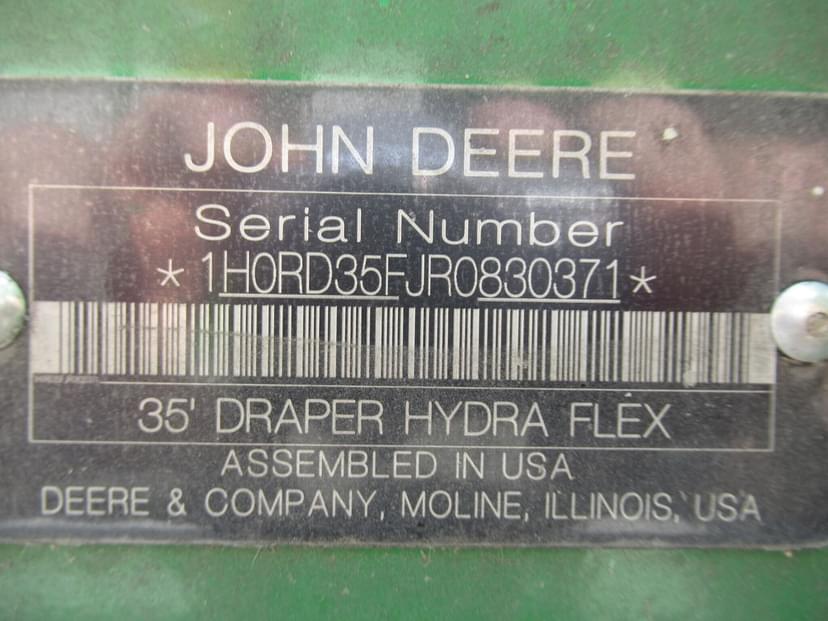 JOHN DEERE
Serial Number
*1H0RD35FJR0830371*
35' DRAPER HYDRA FLEX
ASSEMBLED IN USA
DEERE & COMPANY, MOLINE, ILLINOIS, USA